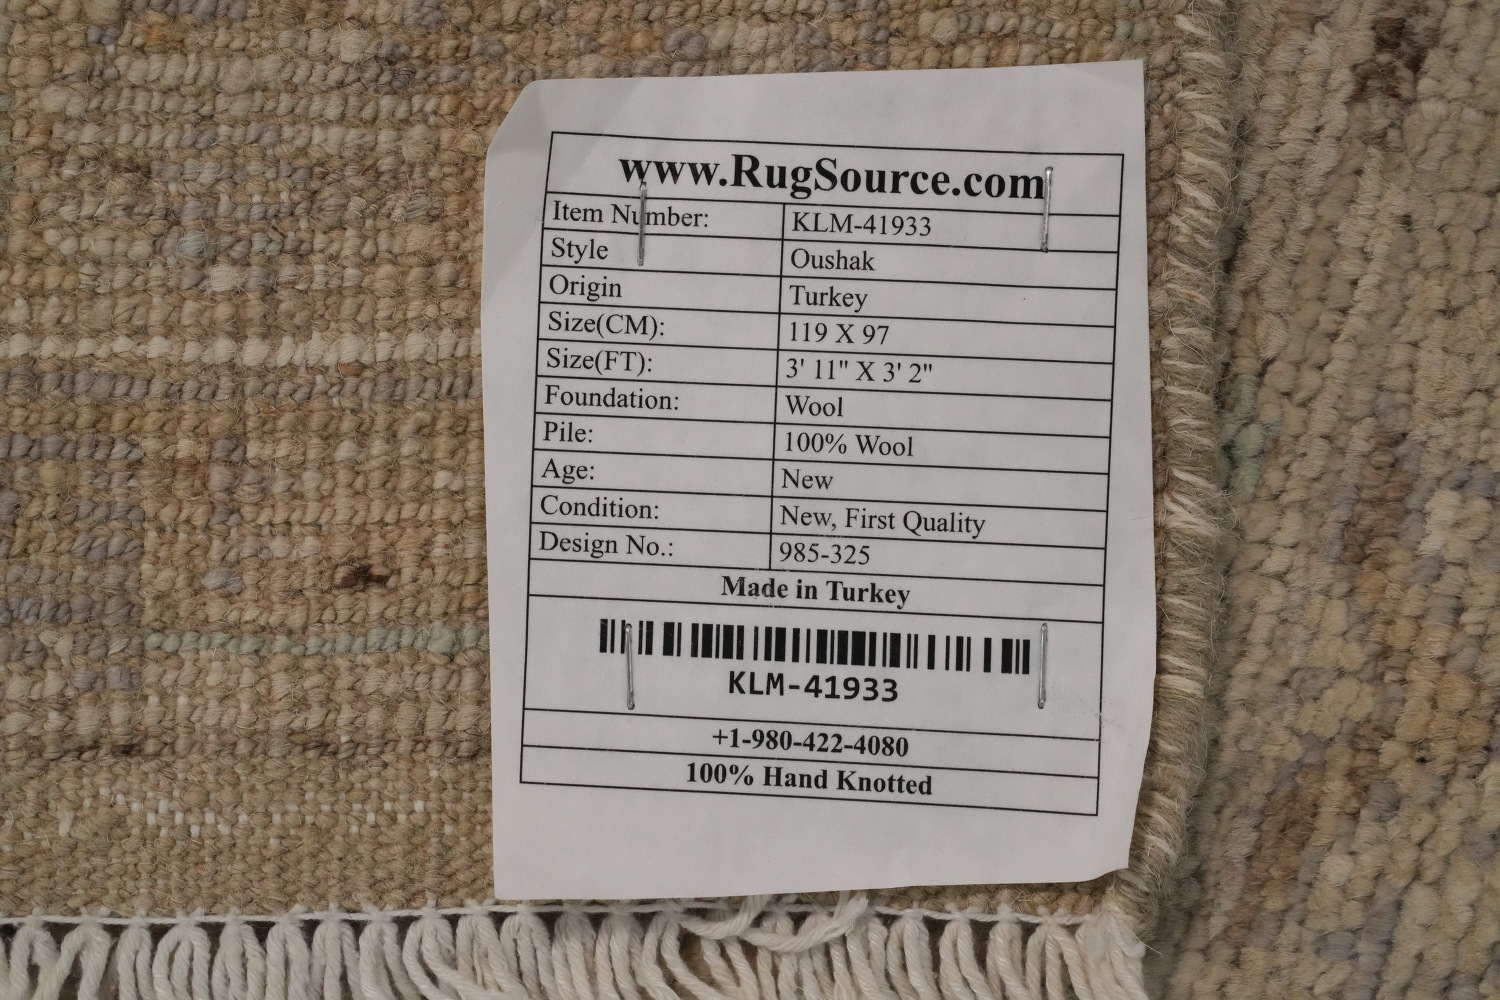 www.RugSource.com
Item Number: KLM-41933
Style Oushak
Origin Turkey
Size(CM): 119 X 97
Size(FT): 3' 11" X 3' 2"
Foundation: Wool
Pile: 100% Wool
Age: New
Condition: New, First Quality
Design No.: 985-325
Made in Turkey
KLM-41933
+1-980-422-4080
100% Hand Knotted